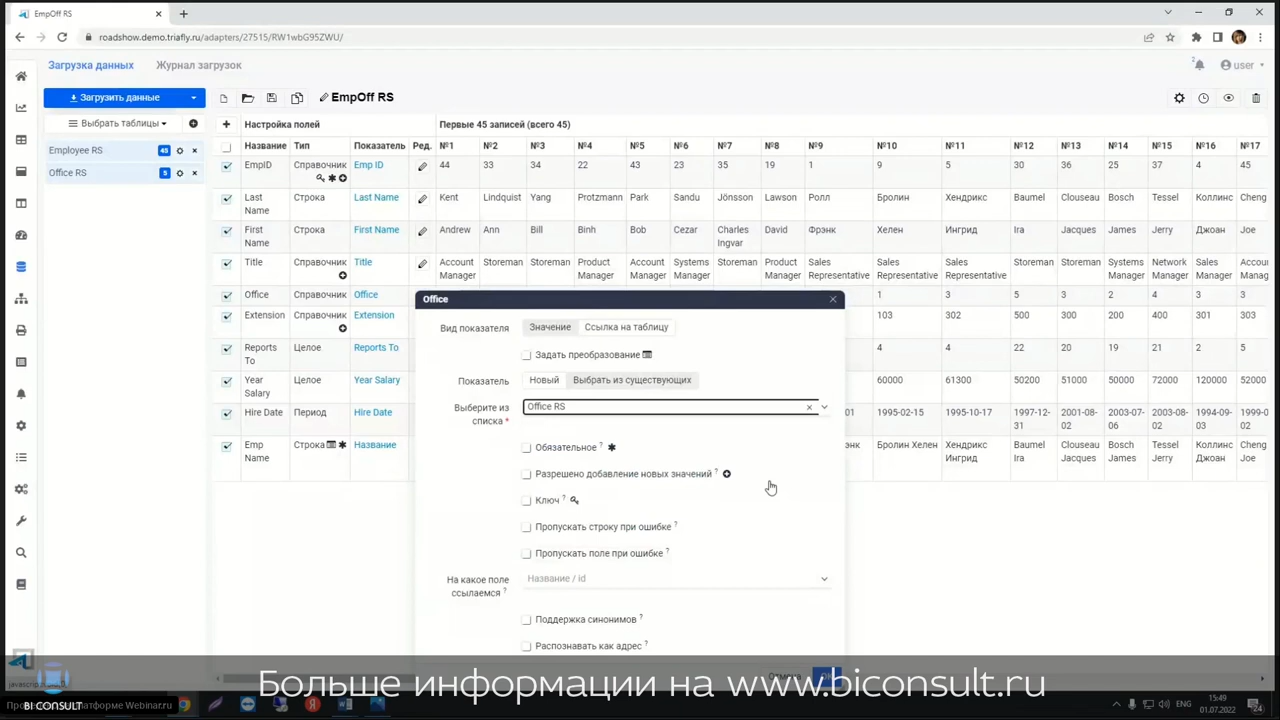 EmpOff RS
roadshow.demo.triafly.ru/adapters/27515/RW1wbG95ZWU/
Загрузка данных Журнал загрузок
2 user
Загрузить данные EmpOff RS
Выбрать таблицы Настройка полей Первые 45 записей (всего 45)
Название Тип Показатель Ред. №1 №2 №3 №4 №5 №6 №7 №8 №9 №10 №11 №12 №13 №14 №15 №16 №17
Employee RS 45
Office RS 5
EmpID Справочник Emp ID 44 33 34 22 43 23 35 19 1 9 5 30 36 25 37 4 45
Last Name Строка Last Name Kent Lindquist Yang Protzmann Park Sandu Jönsson Lawson Ролл Бролин Хендрикс Baumel Clouseau Bosch Tessel Коллинс Cheng
First Name Строка First Name Andrew Ann Bill Binh Bob Cezar Charles Ingvar David Фрэнк Хелен Ингрид Ira Jacques James Jerry Джоан Joe
Title Справочник Title Account Manager Storeman Storeman Product Manager Account Manager Systems Manager Storeman Product Manager Sales Representative Sales Representative Sales Representative Storeman Storeman Systems Manager Network Manager Sales Manager Account Manager
Office Справочник Office 1 3 5 3 2 4 3 3
Extension Справочник Extension 103 302 500 300 200 400 301 303
Reports To Целое Reports To 4 4 22 20 19 21 2 5
Year Salary Целое Year Salary 60000 61300 50200 51000 50000 72000 120000 52000
Hire Date Период Hire Date 01 1995-02-15 1995-10-17 1997-12-31 2001-08-02 2003-07-06 2003-08-02 1994-09-03 1999-0
Emp Name Строка Название энк Бролин Хелен Хендрикс Ингрид Baumel Ira Clouseau Jacques Bosch James Tessel Jerry Коллинс Джоан Cheng Joe
Office
Вид показателя Значение Ссылка на таблицу
Задать преобразование
Показатель Новый Выбрать из существующих
Выберите из списка * Office RS
Обязательное ?
Разрешено добавление новых значений ?
Ключ ?
Пропускать строку при ошибке ?
Пропускать поле при ошибке ?
На какое поле ссылаемся ? Название / id
Поддержка синонимов ?
Распознавать как адрес ?
Больше информации на www.biconsult.ru
BI CONSULT
Webinar.ru
ENG
15:49
01.07.2022
24